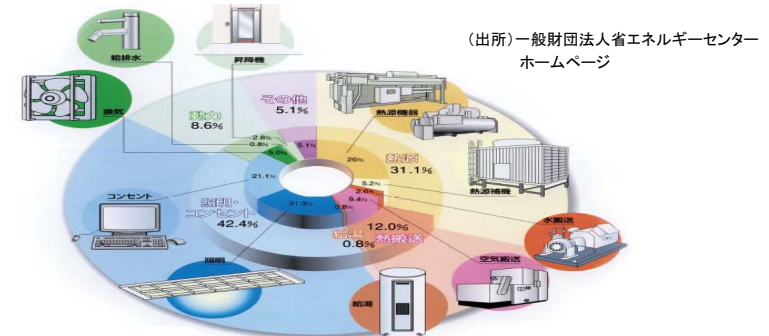 (出所)一般財団法人省エネルギーセンター
ホームページ
給排水
昇降機
換気
動力
8.6%
その他
5.1%
熱源機器
2.8%
0.8%
5.0%
5.1%
26%
熱源
31.1%
熱源補機
5.2%
2.6%
9.4%
0.8%
21.1%
21.3%
コンセント
照明・
コンセント
42.4%
12.0%
熱搬送
給湯
0.8%
水搬送
空気搬送
照明
給湯